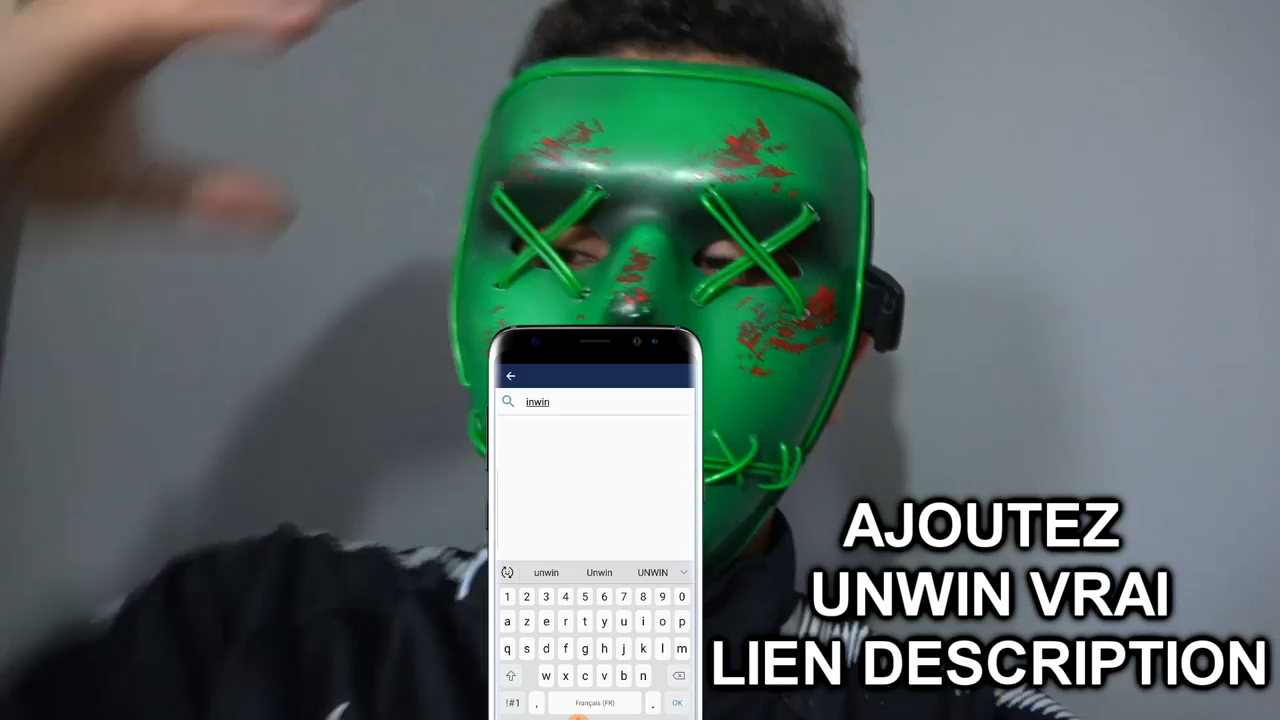 inwin
unwin Unwin UNWIN
1 2 3 4 5 6 7 8 9 0
a z e r t y u i o p
q s d f g h j k l m
w x c v b n
!#1 , Français (FR) . OK
AJOUTEZ
UNWIN VRAI
LIEN DESCRIPTION